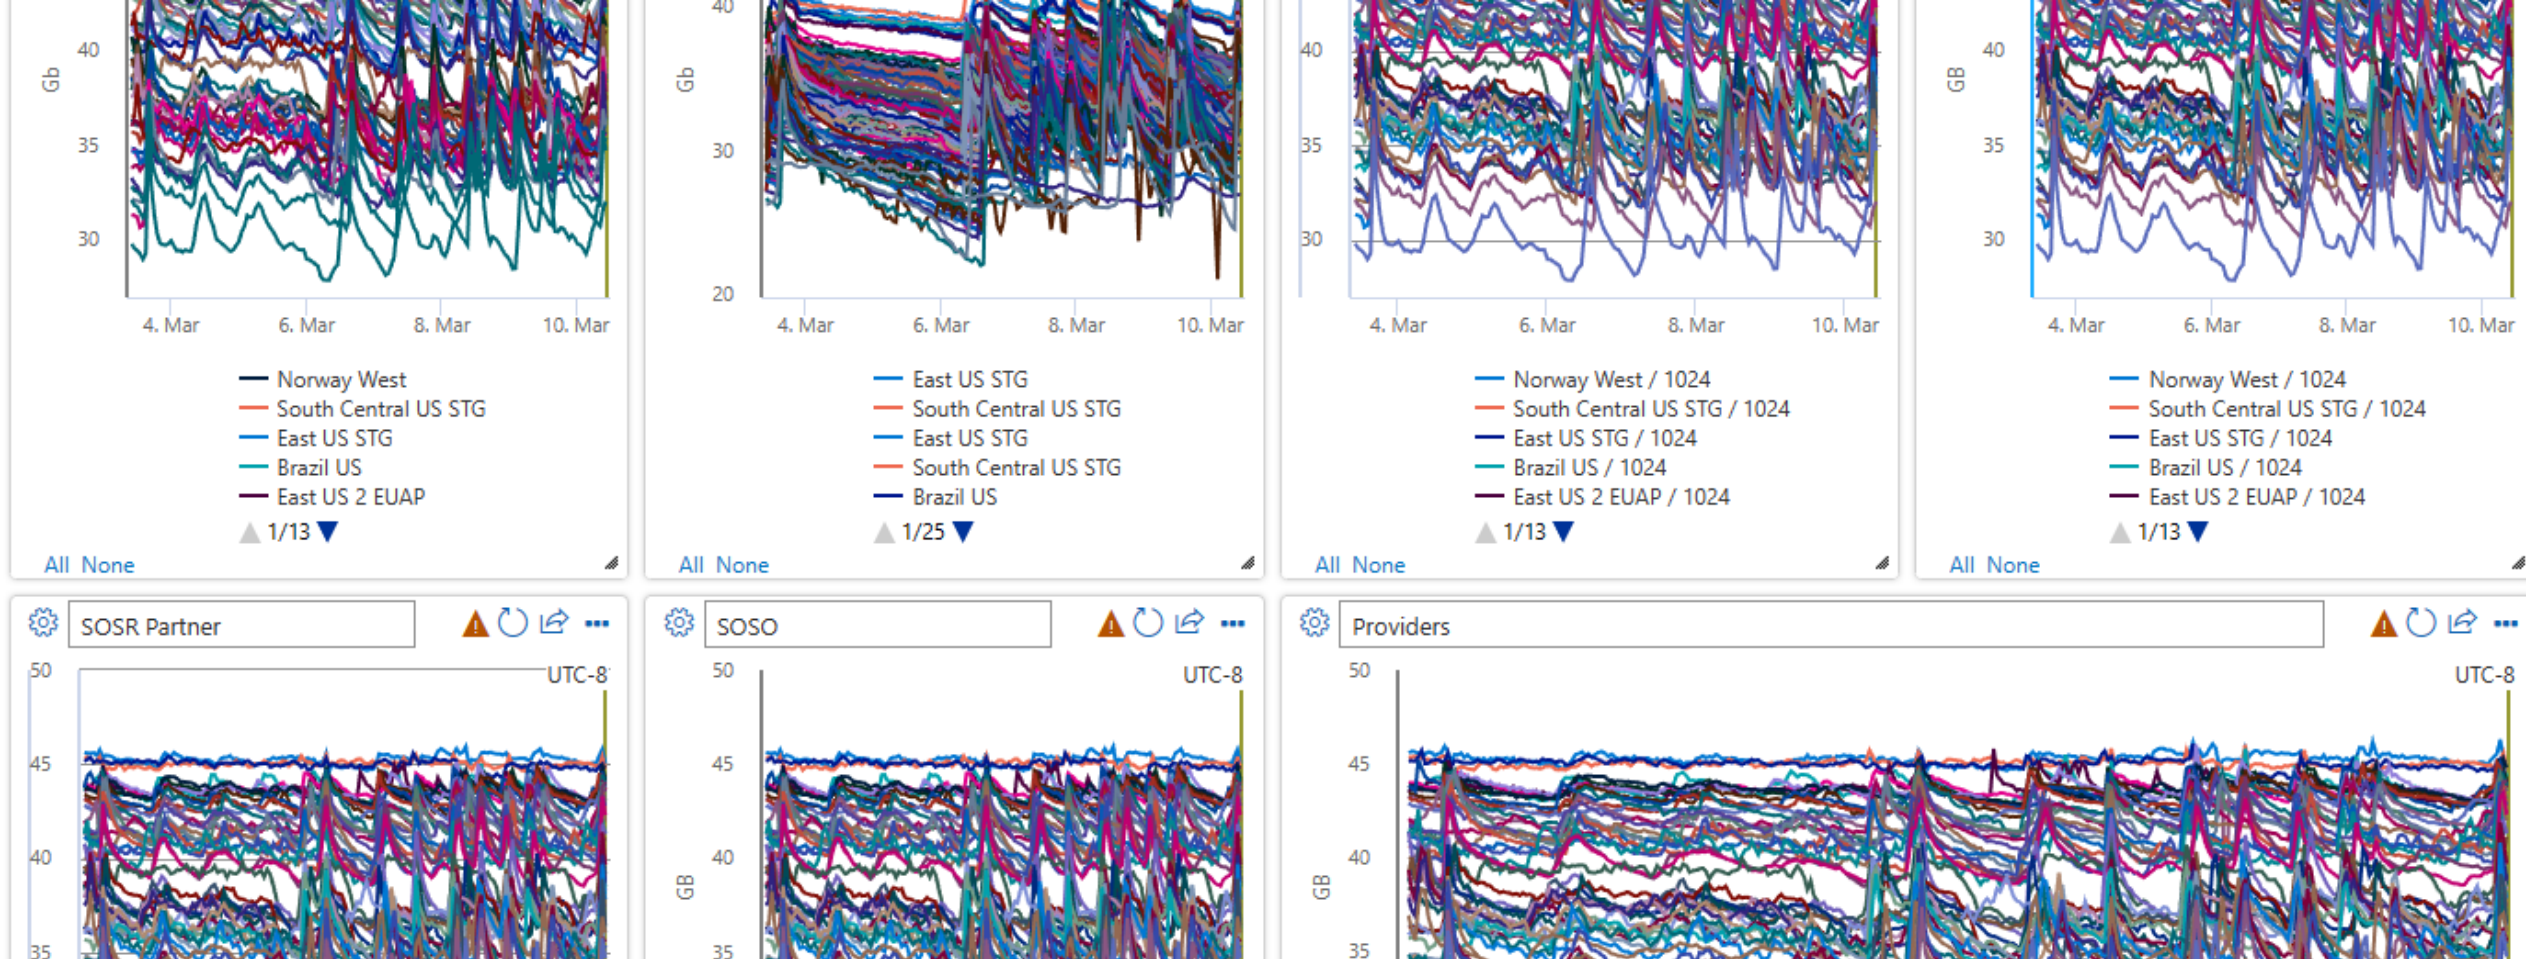 40
35
30
Gb
4. Mar 6. Mar 8. Mar 10. Mar
Norway West
South Central US STG
East US STG
Brazil US
East US 2 EUAP
1/13
All None
40
30
20
Gb
4. Mar 6. Mar 8. Mar 10. Mar
East US STG
South Central US STG
East US STG
South Central US STG
Brazil US
1/25
All None
40
35
30
4. Mar 6. Mar 8. Mar 10. Mar
Norway West / 1024
South Central US STG / 1024
East US STG / 1024
Brazil US / 1024
East US 2 EUAP / 1024
1/13
All None
40
35
30
GB
4. Mar 6. Mar 8. Mar 10. Mar
Norway West / 1024
South Central US STG / 1024
East US STG / 1024
Brazil US / 1024
East US 2 EUAP / 1024
1/13
All None
SOSR Partner
UTC-8
50
45
40
35
SOSO
UTC-8
50
45
40
35
GB
Providers
UTC-8
50
45
40
35
GB